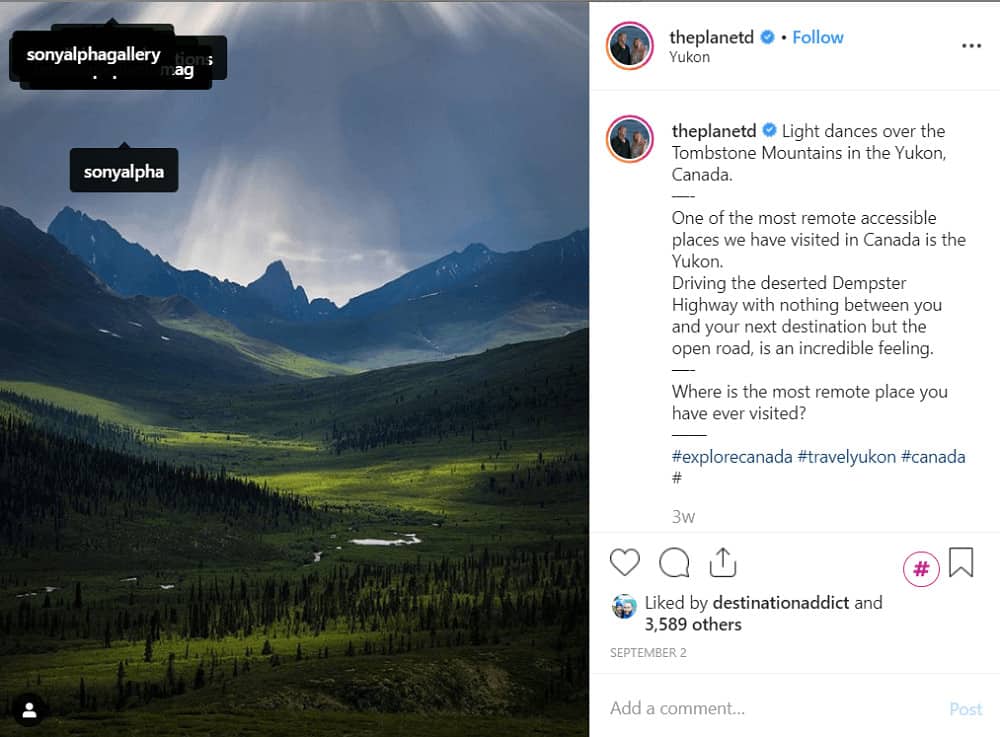 sonyalphagallery
tions
mag
sonyalpha
theplanetd • Follow
Yukon
theplanetd Light dances over the
Tombstone Mountains in the Yukon,
Canada.
—-
One of the most remote accessible
places we have visited in Canada is the
Yukon.
Driving the deserted Dempster
Highway with nothing between you
and your next destination but the
open road, is an incredible feeling.
—-
Where is the most remote place you
have ever visited?
——
#explorecanada #travelyukon #canada
#
3w
#
Liked by destinationaddict and
3,589 others
SEPTEMBER 2
Add a comment... Post